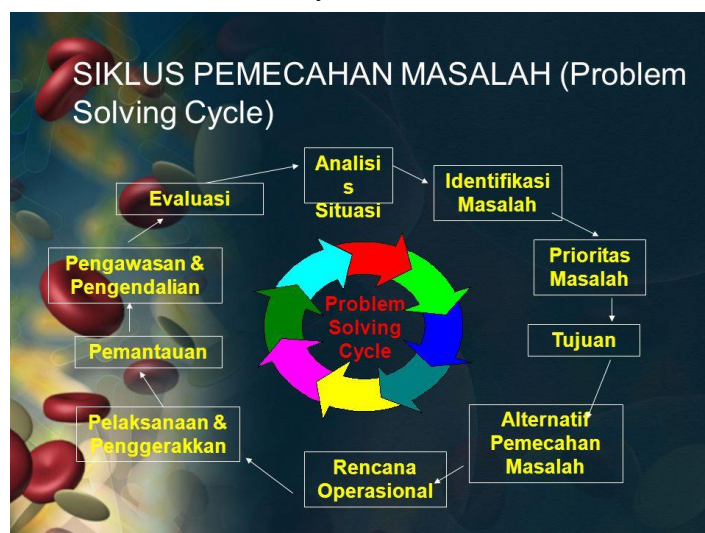 SIKLUS PEMECAHAN MASALAH (Problem
Solving Cycle)
Analisi
s
Situasi
Identifikasi
Masalah
Prioritas
Masalah
Tujuan
Alternatif
Pemecahan
Masalah
Rencana
Operasional
Pelaksanaan &
Penggerakkan
Pemantauan
Pengawasan &
Pengendalian
Evaluasi
Problem
Solving
Cycle